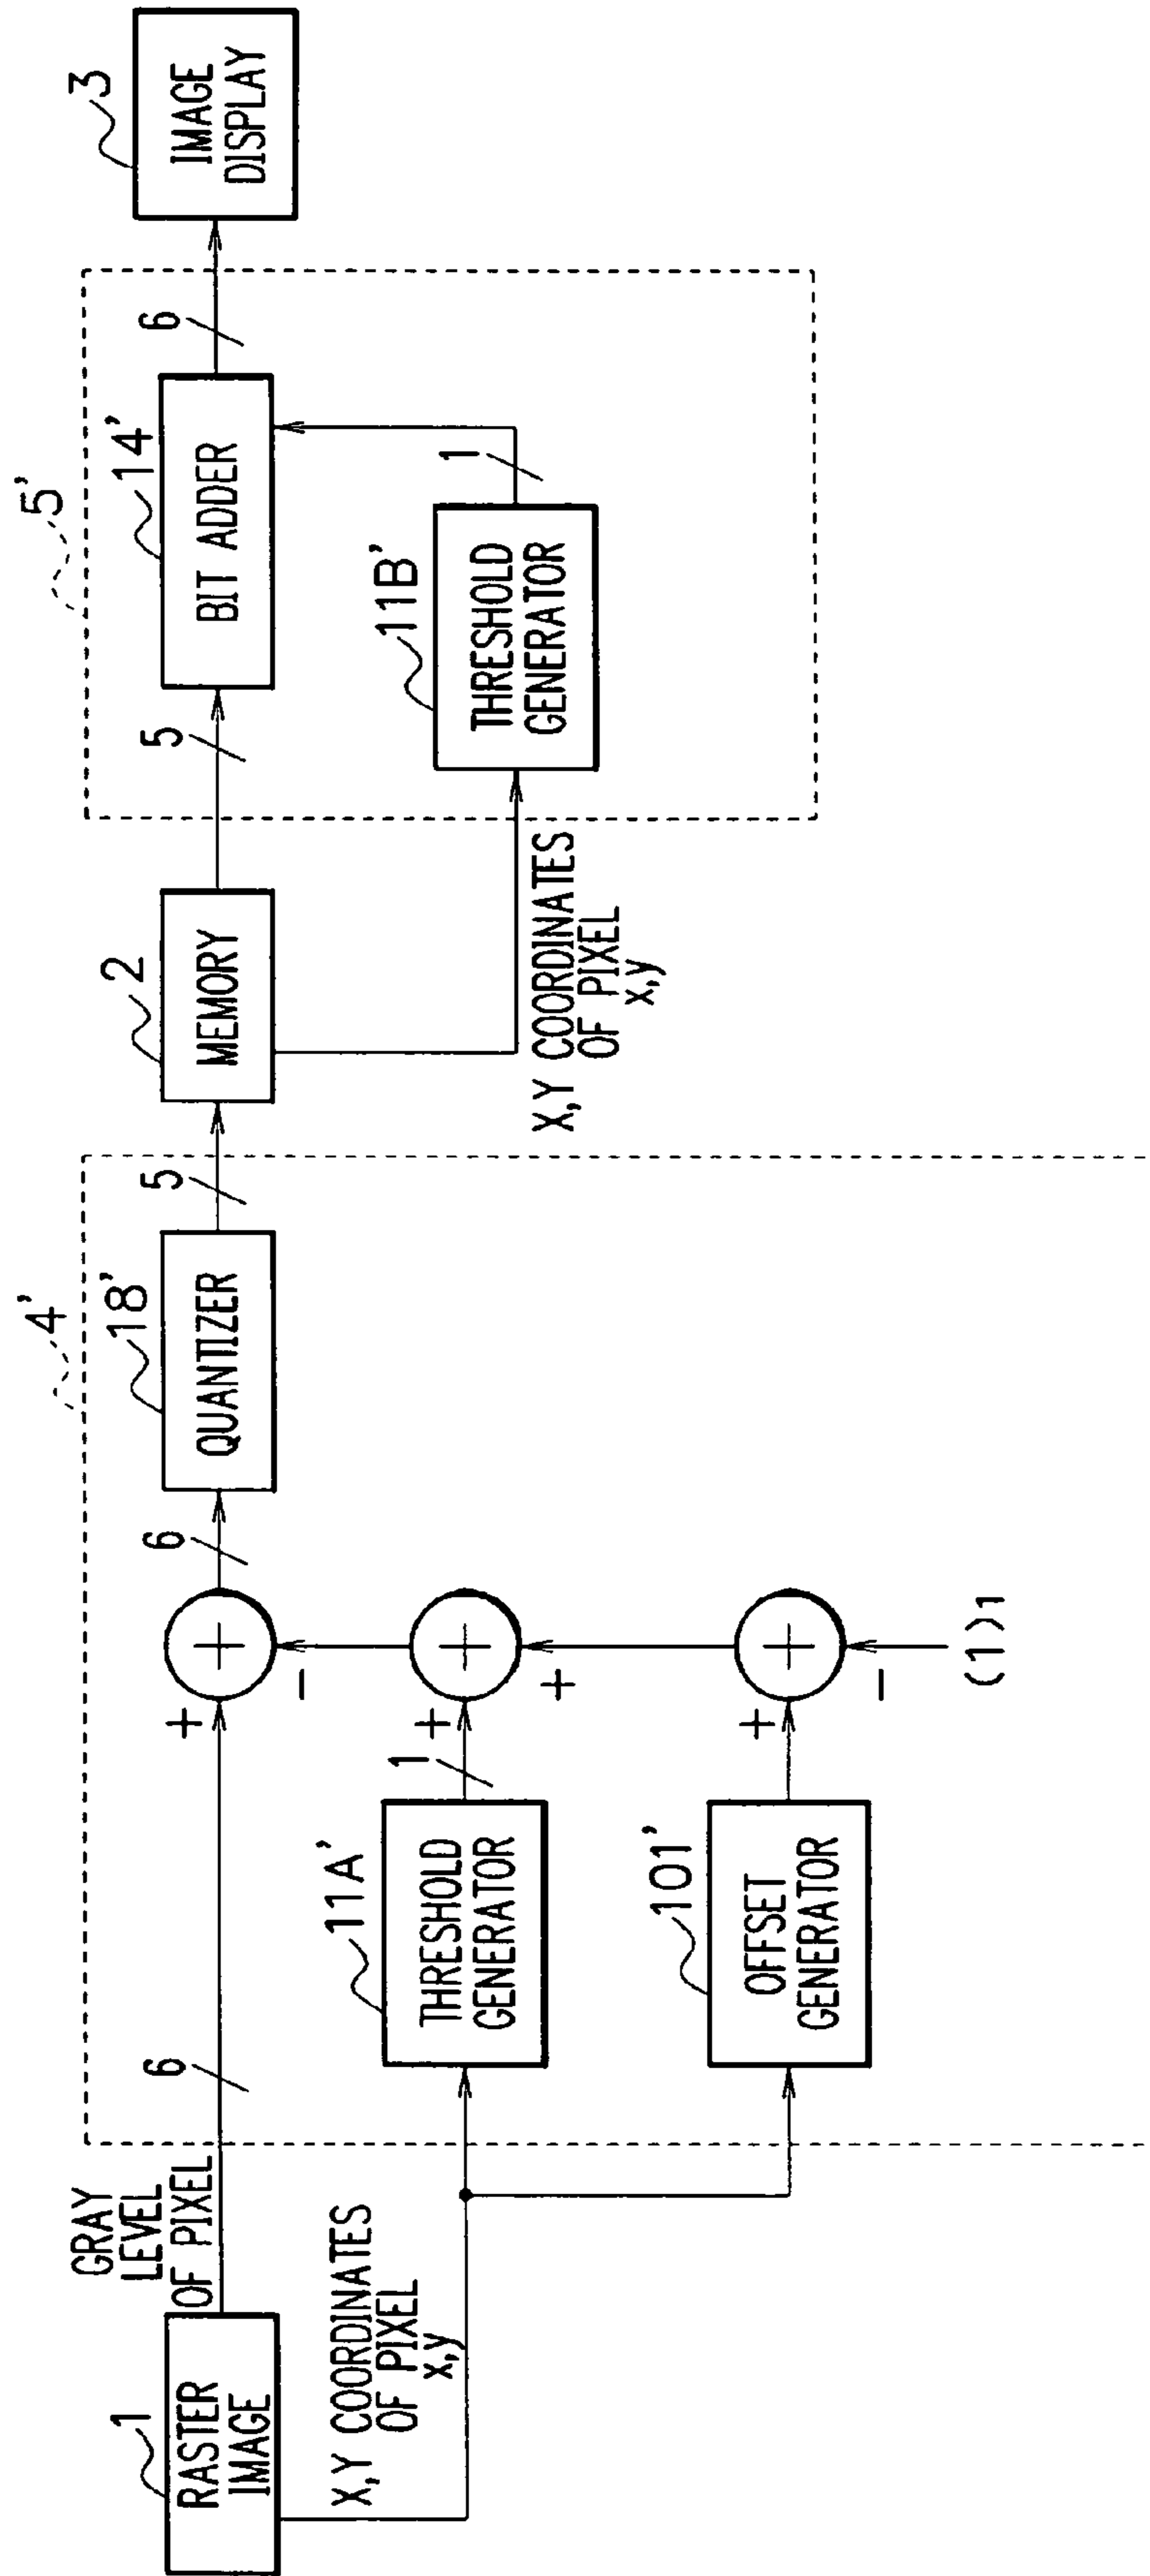 1
RASTER
IMAGE
GRAY
LEVEL
OF PIXEL
X,Y COORDINATES
OF PIXEL
x,y
4'
6
11A'
THRESHOLD
GENERATOR
1
101'
OFFSET
GENERATOR
+
-
+
+
+
-
(1)1
6
18'
QUANTIZER
5
2
MEMORY
X,Y COORDINATES
OF PIXEL
x,y
5'
5
14'
BIT ADDER
11B'
THRESHOLD
GENERATOR
1
6
3
IMAGE
DISPLAY